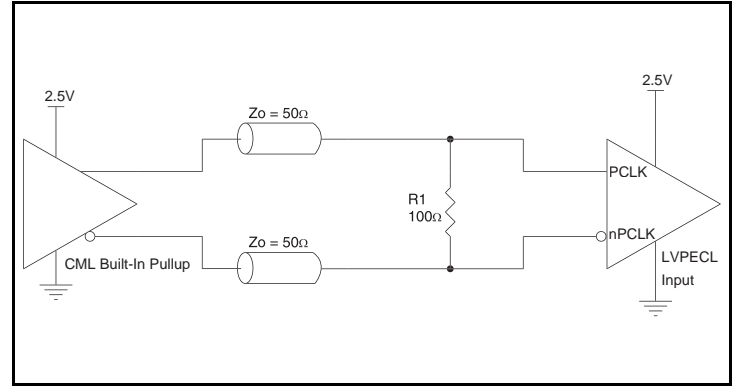 2.5V
2.5V
Zo = 50Ω
PCLK
R1
100Ω
nPCLK
Zo = 50Ω
CML Built-In Pullup
LVPECL
Input